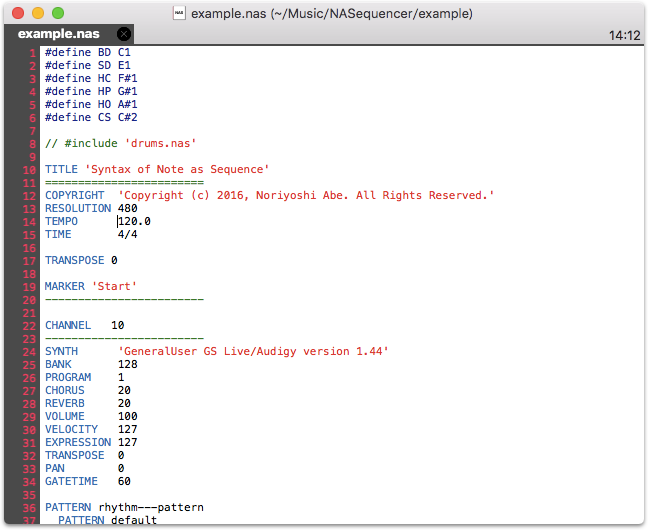 example.nas (~/Music/NASequencer/example)
example.nas 14:12
1 #define BD C1
2 #define SD E1
3 #define HC F#1
4 #define HP G#1
5 #define HO A#1
6 #define CS C#2
7
8 // #include 'drums.nas'
9
10 TITLE 'Syntax of Note as Sequence'
11 ========================
12 COPYRIGHT 'Copyright (c) 2016, Noriyoshi Abe. All Rights Reserved.'
13 RESOLUTION 480
14 TEMPO 120.0
15 TIME 4/4
16
17 TRANSPOSE 0
18
19 MARKER 'Start'
20 ------------------------
21
22 CHANNEL 10
23 ------------------------
24 SYNTH 'GeneralUser GS Live/Audigy version 1.44'
25 BANK 128
26 PROGRAM 1
27 CHORUS 20
28 REVERB 20
29 VOLUME 100
30 VELOCITY 127
31 EXPRESSION 127
32 TRANSPOSE 0
33 PAN 0
34 GATETIME 60
35
36 PATTERN rhythm---pattern
37 PATTERN default